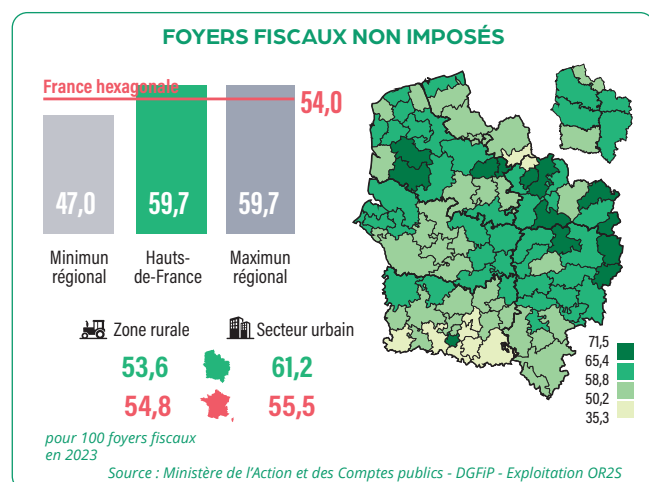 FOYERS FISCAUX NON IMPOSÉS
France hexagonale
54,0
47,0
59,7
59,7
Minimun
régional
Hauts-
de-France
Maximun
régional
Zone rurale
Secteur urbain
53,6
61,2
54,8
55,5
71,5
65,4
58,8
50,2
35,3
pour 100 foyers fiscaux
en 2023
Source : Ministère de l'Action et des Comptes publics - DGFiP - Exploitation OR2S